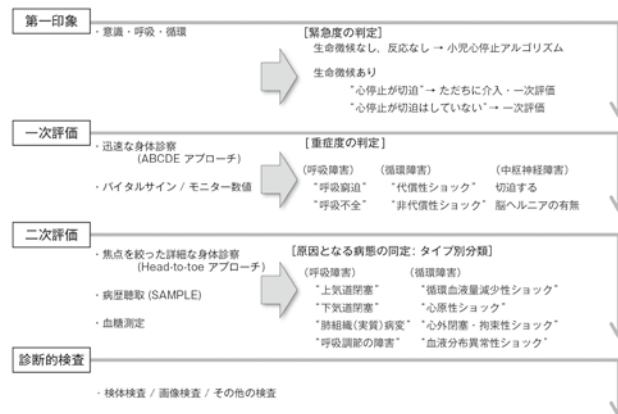 第一印象
・意識・呼吸・循環
[緊急度の判定]
生命徴候なし、反応なし → 小児心停止アルゴリズム
生命徴候あり
"心停止が切迫"→ ただちに介入・一次評価
"心停止が切迫はしていない"→ 一次評価
一次評価
・迅速な身体診察
(ABCDE アプローチ)
・バイタルサイン / モニター数値
[重症度の判定]
(呼吸障害) (循環障害) (中枢神経障害)
"呼吸窮迫" "代償性ショック" 切迫する
"呼吸不全" "非代償性ショック" 脳ヘルニアの有無
二次評価
・焦点を絞った詳細な身体診察
(Head-to-toe アプローチ)
・病歴聴取 (SAMPLE)
・血糖測定
[原因となる病態の同定: タイプ別分類]
(呼吸障害) (循環障害)
"上気道閉塞" "循環血液量減少性ショック"
"下気道閉塞" "心原性ショック"
"肺組織(実質)病変" "心外閉塞・拘束性ショック"
"呼吸調節の障害" "血液分布異常性ショック"
診断的検査
・検体検査 / 画像検査 / その他の検査